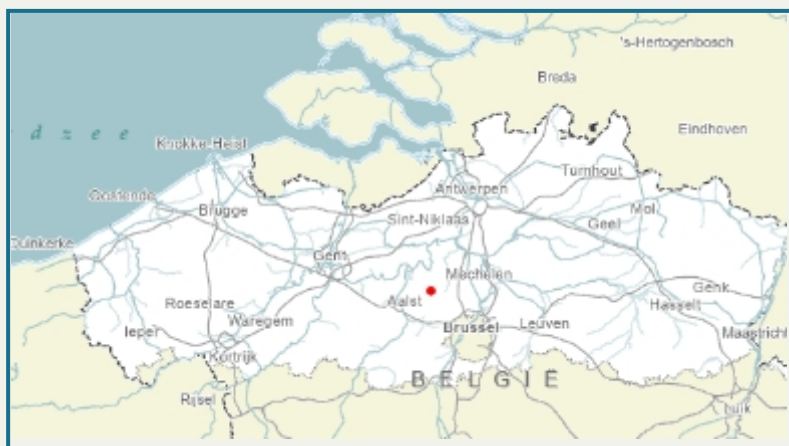 's-Hertogenbosch
Breda
dzee
Eindhoven
Knokke-Heist
Turnhout
Antwerpen
Oostende
Mol
Brugge
Sint-Niklaas
Geel
Duinkerke
Gent
Mechelen
Genk
Roeselare
Aalst
Hasselt
Waregem
Brussel
Leuven
Ieper
Maastricht
Kortrijk
BELGIË
Rijsel
Luik